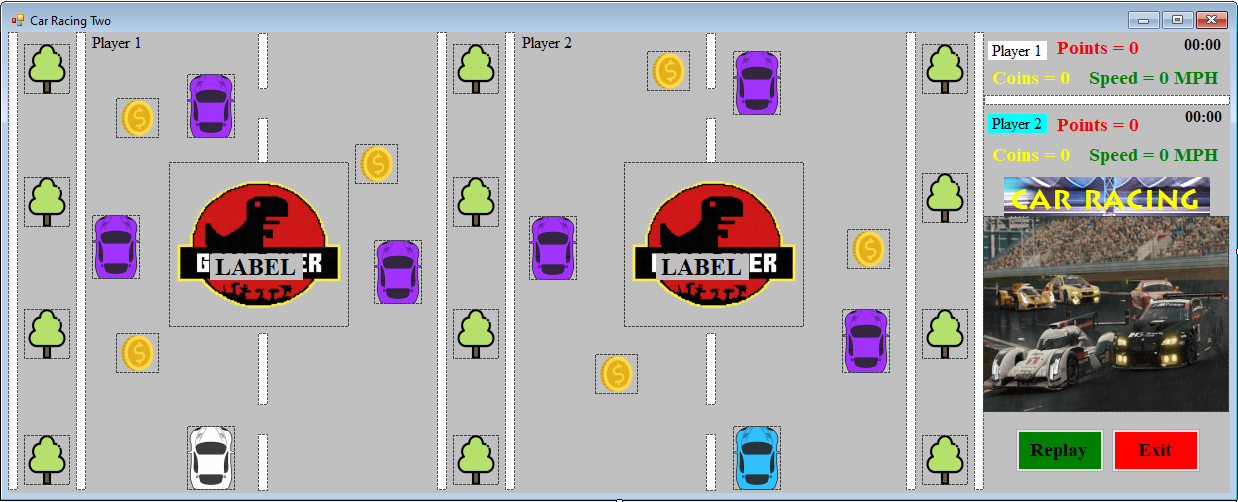 Car Racing Two
Player 1
LABEL
Player 2
LABEL
Player 1
Points = 0
00:00
Coins = 0
Speed = 0 MPH
Player 2
Points = 0
00:00
Coins = 0
Speed = 0 MPH
CAR RACING
Replay
Exit